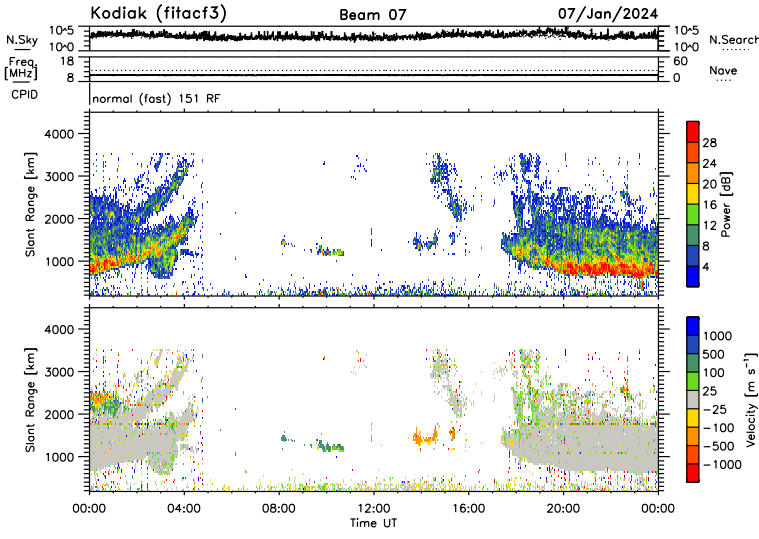 Kodiak (fitacf3) Beam 07 07/Jan/2024
N.Sky 10^5 10^0 10^5 10^0 N.Search
Freq. [MHz] 18 8 60 0 Nave
CPID normal (fast) 151 RF
Slant Range [km] 4000 3000 2000 1000
Power [dB] 28 24 20 16 12 8 4
Slant Range [km] 4000 3000 2000 1000
Velocity [m s⁻¹] 1000 500 100 25 −25 −100 −500 −1000
00:00 04:00 08:00 12:00 16:00 20:00 00:00
Time UT